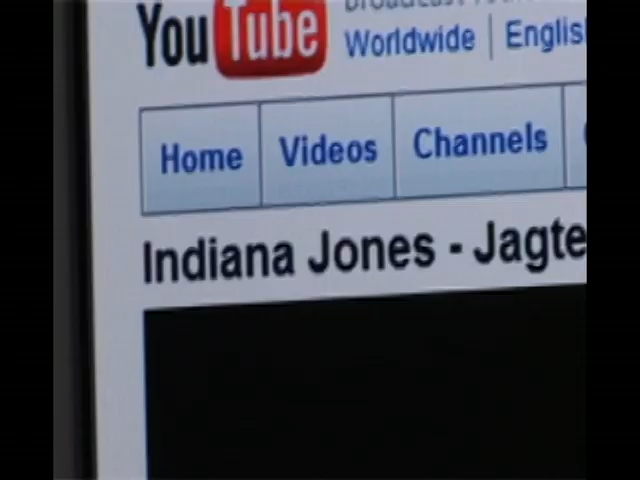 YouTube
Worldwide | Englis
Home Videos Channels
Indiana Jones - Jagte